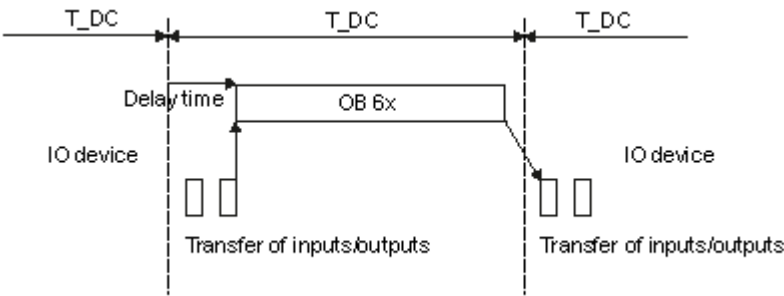 T_DC
T_DC
T_DC
Delay time
OB 6x
IO device
IO device
Transfer of inputs/outputs
Transfer of inputs/outputs